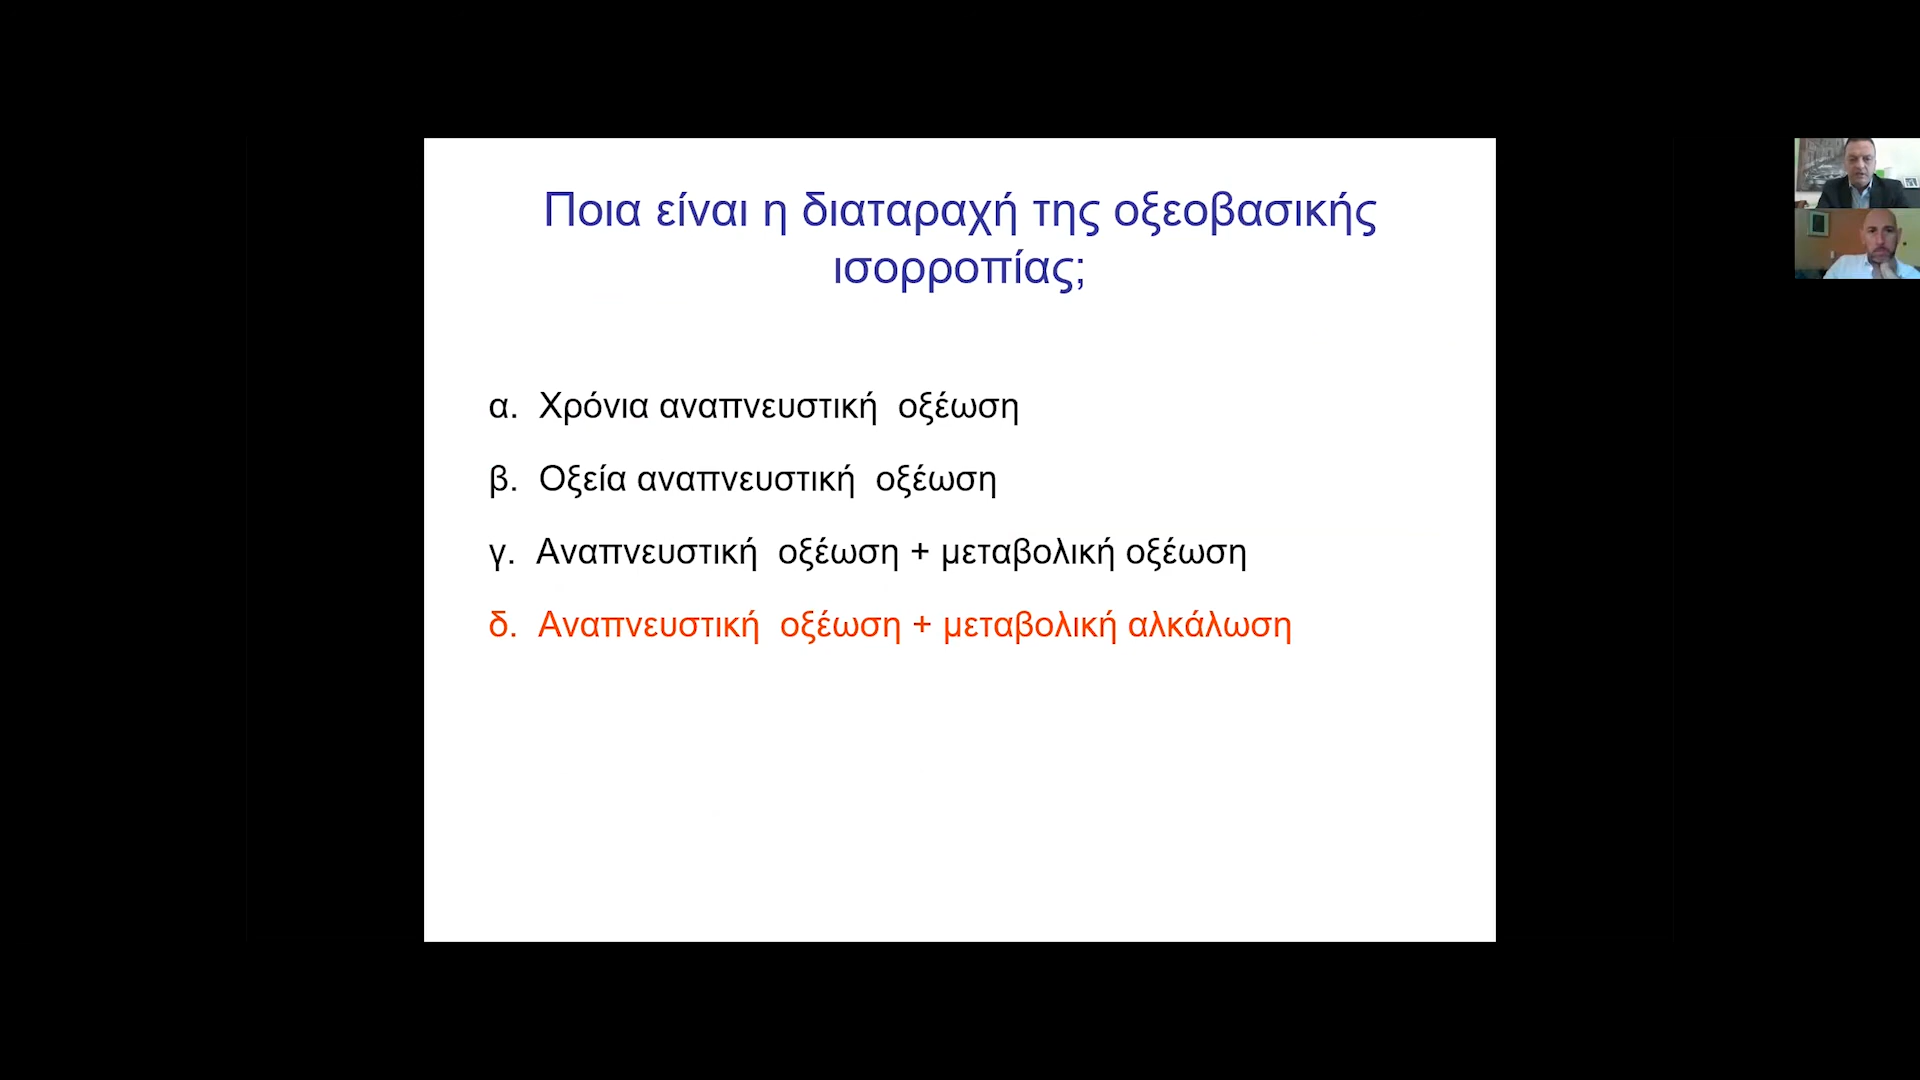 Ποια είναι η διαταραχή της οξεοβασικής
ισορροπίας;
α. Χρόνια αναπνευστική οξέωση
β. Οξεία αναπνευστική οξέωση
γ. Αναπνευστική οξέωση + μεταβολική οξέωση
δ. Αναπνευστική οξέωση + μεταβολική αλκάλωση